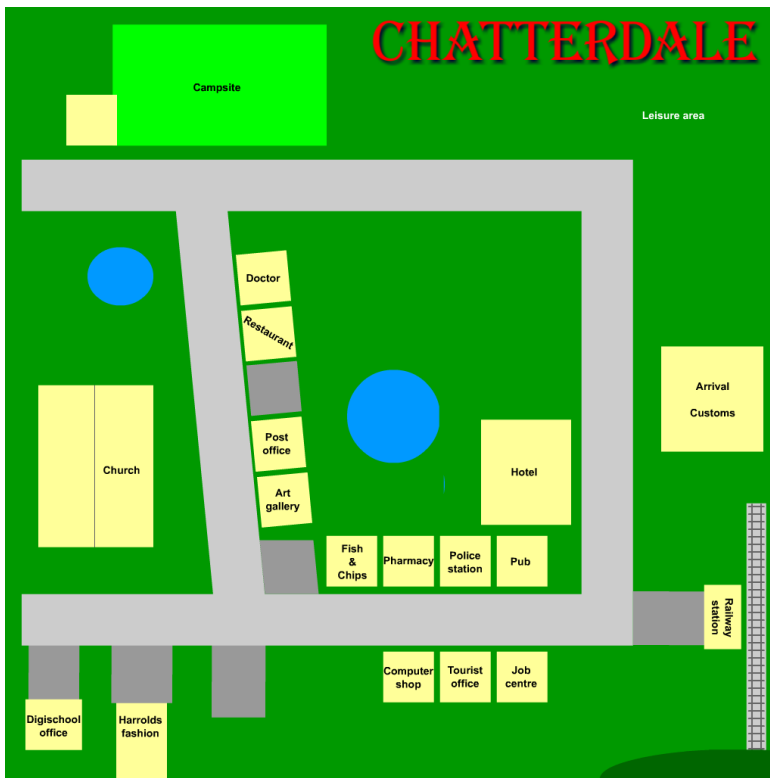 CHATTERDALE
Campsite
Leisure area
Doctor
Restaurant
Arrival
Customs
Post
office
Church
Hotel
Art
gallery
Fish
&
Chips
Pharmacy
Police
station
Pub
Railway
station
Computer
shop
Tourist
office
Job
centre
Digischool
office
Harrolds
fashion